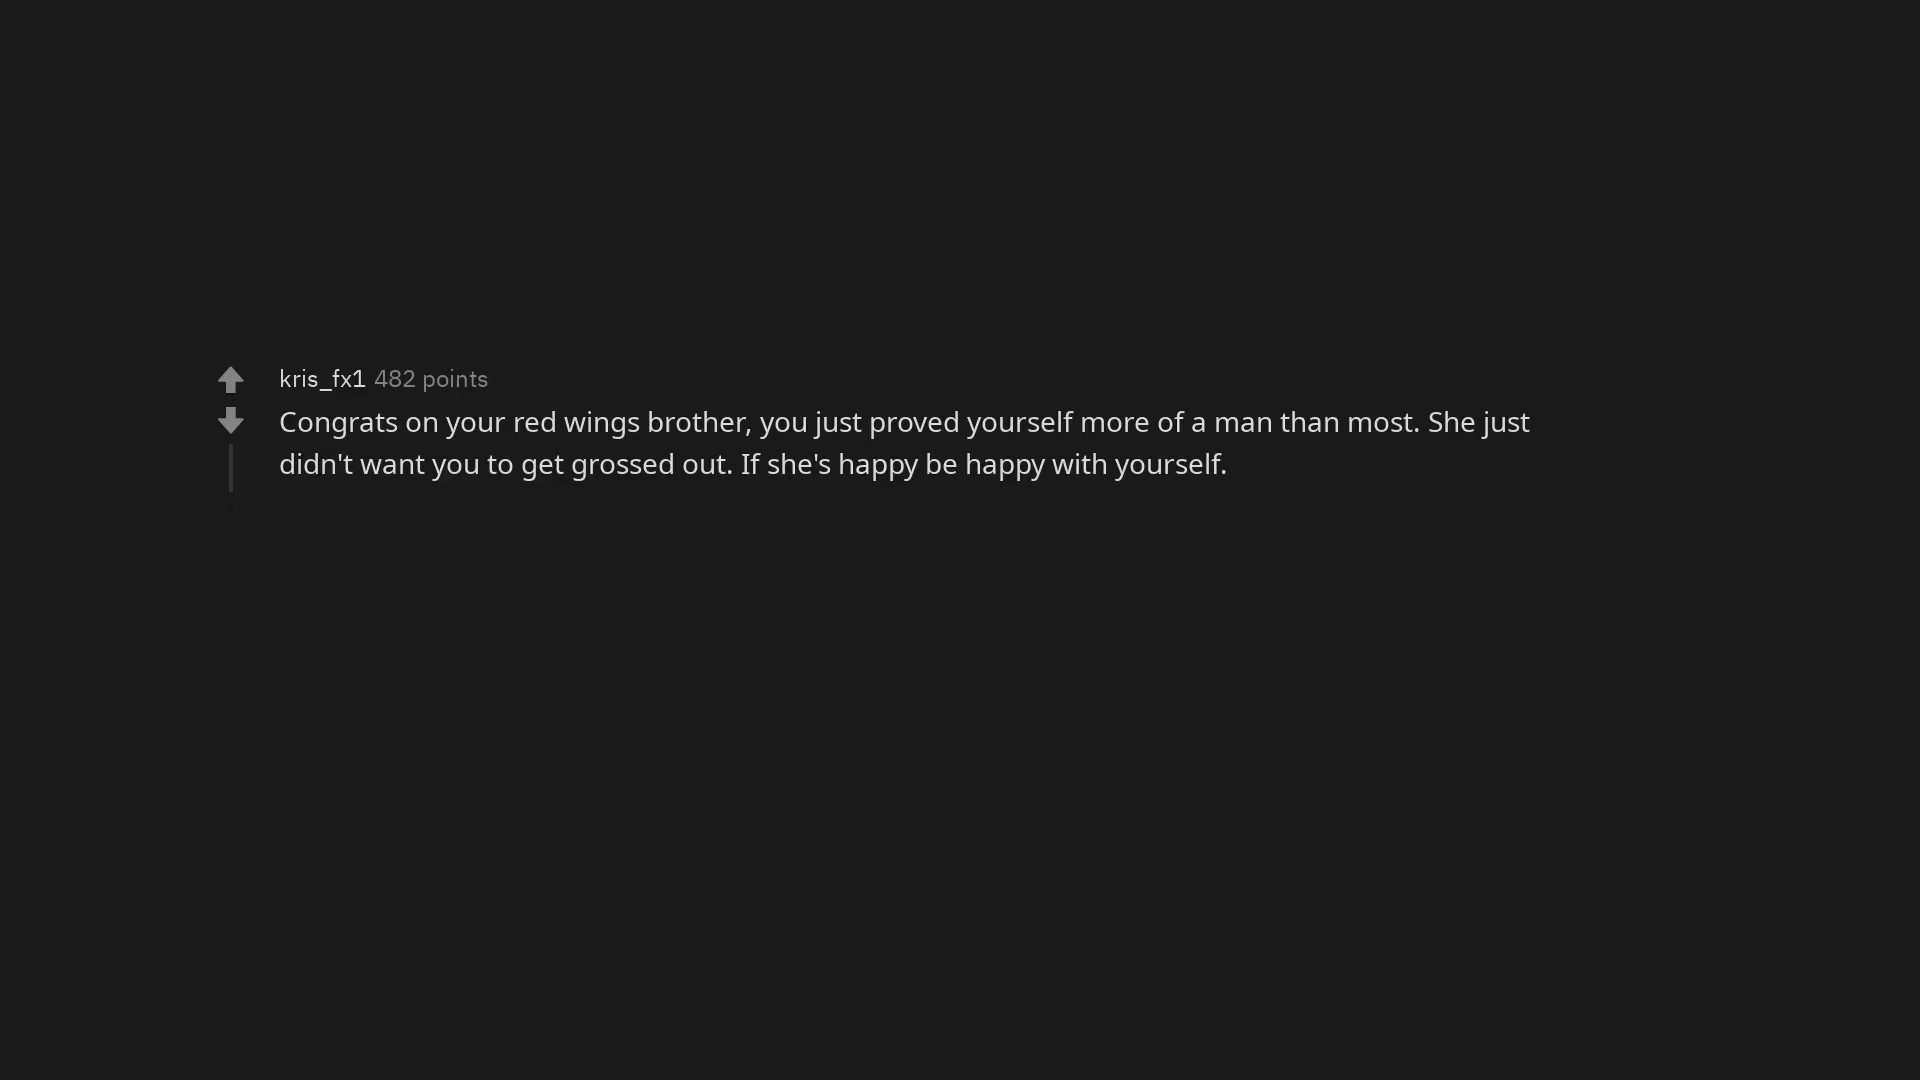 kris_fx1 482 points
Congrats on your red wings brother, you just proved yourself more of a man than most. She just
didn't want you to get grossed out. If she's happy be happy with yourself.